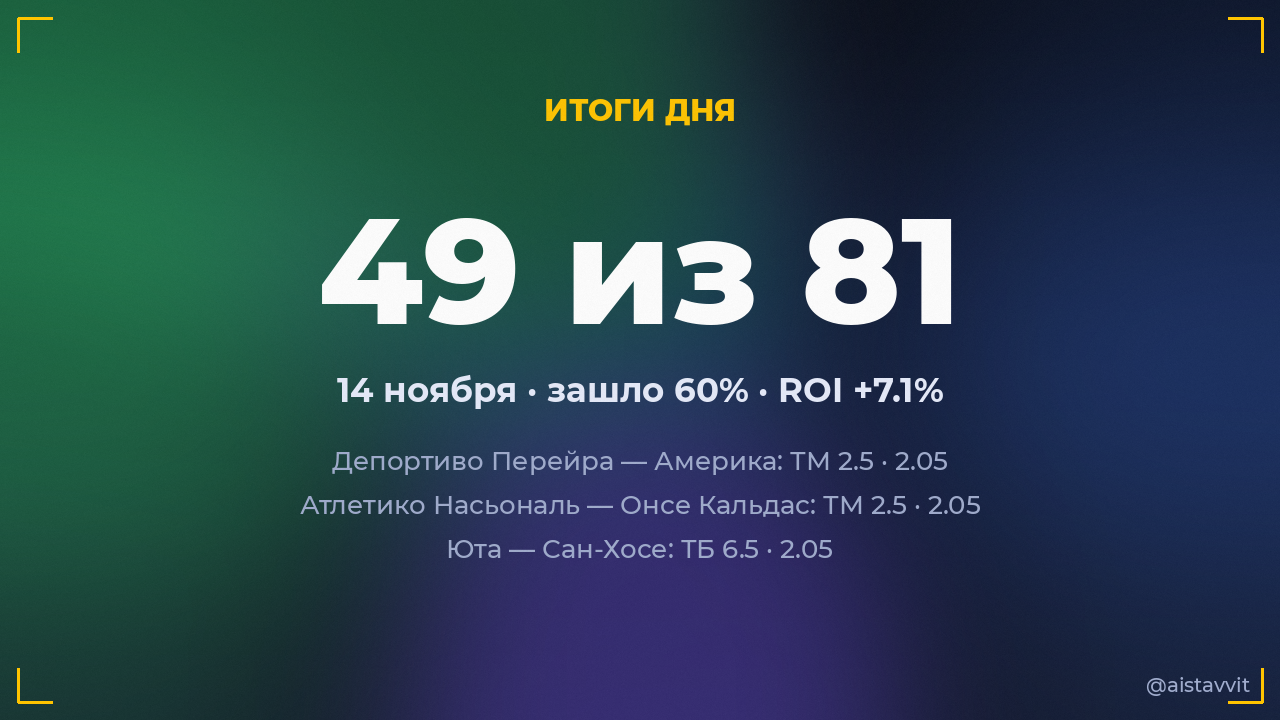 ИТОГИ ДНЯ
49 из 81
14 ноября · зашло 60% · ROI +7.1%
Депортиво Перейра — Америка: ТМ 2.5 · 2.05
Атлетико Насьональ — Онсе Кальдас: ТМ 2.5 · 2.05
Юта — Сан-Хосе: ТБ 6.5 · 2.05
@aistavvit